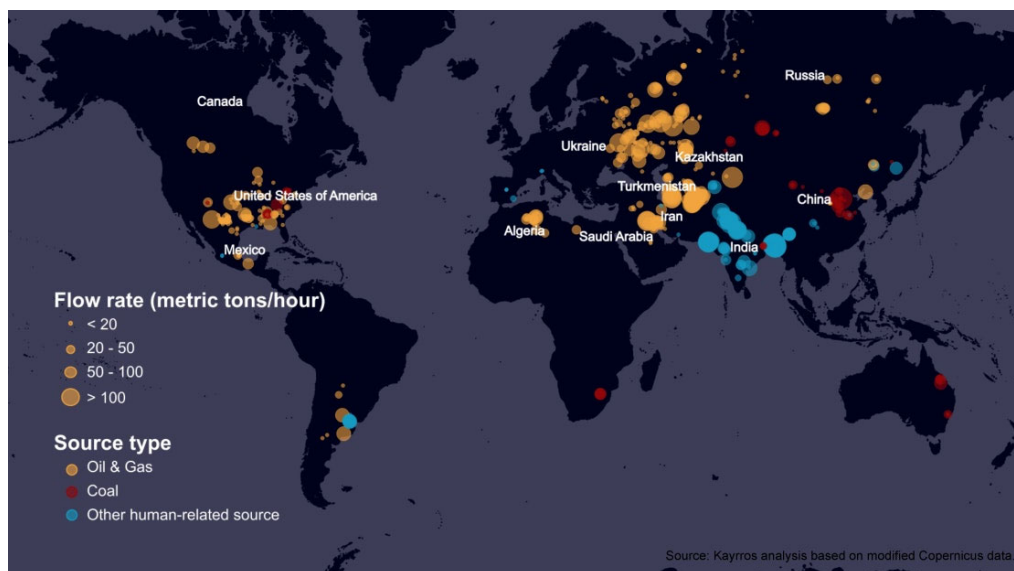 Canada
Russia
Ukraine
Kazakhstan
United States of America
Turkmenistan
China
Iran
Algeria
Saudi Arabia
Mexico
India
Flow rate (metric tons/hour)
< 20
20 - 50
50 - 100
> 100
Source type
Oil & Gas
Coal
Other human-related source
Source: Kayrros analysis based on modified Copernicus data.